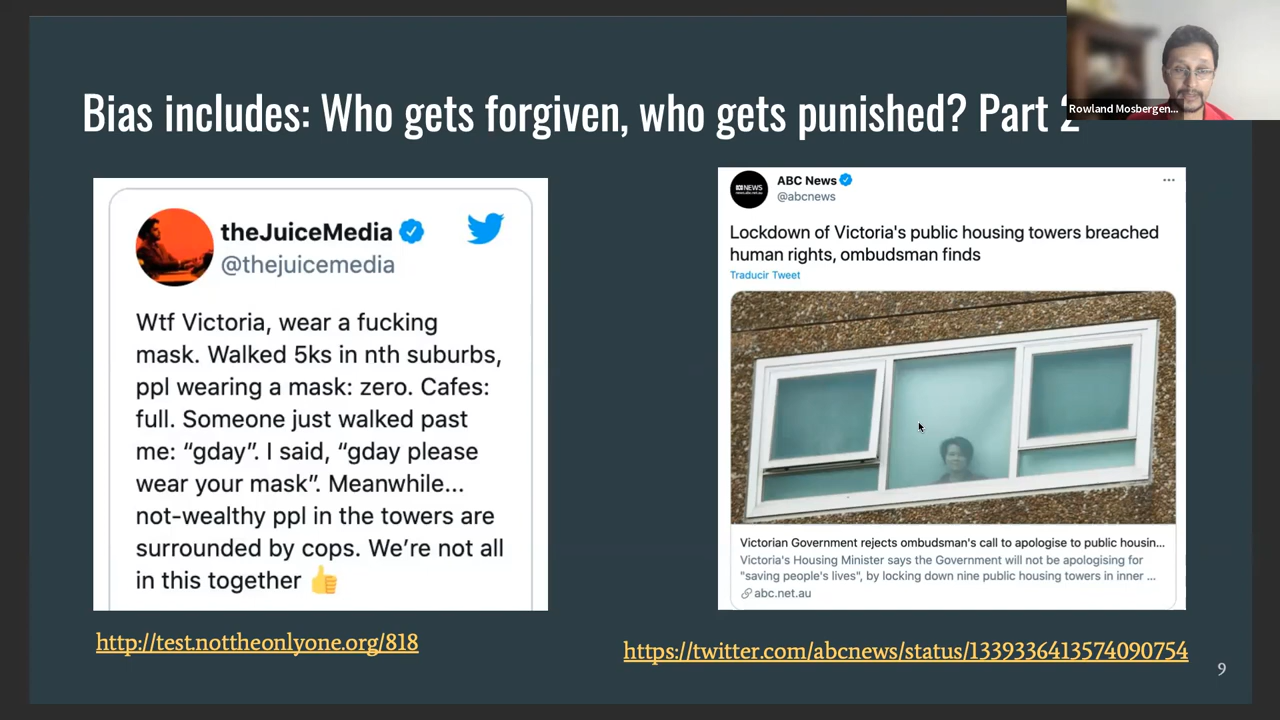 Rowland Mosbergen...
Bias includes: Who gets forgiven, who gets punished? Part 2
theJuiceMedia
@thejuicemedia
Wtf Victoria, wear a fucking
mask. Walked 5ks in nth suburbs,
ppl wearing a mask: zero. Cafes:
full. Someone just walked past
me: “gday”. I said, “gday please
wear your mask”. Meanwhile...
not-wealthy ppl in the towers are
surrounded by cops. We’re not all
in this together 👍
http://test.nottheonlyone.org/818
NEWS
ABC News
@abcnews
Lockdown of Victoria's public housing towers breached
human rights, ombudsman finds
Traducir Tweet
Victorian Government rejects ombudsman's call to apologise to public housin...
Victoria's Housing Minister says the Government will not be apologising for
"saving people's lives", by locking down nine public housing towers in inner ...
abc.net.au
https://twitter.com/abcnews/status/1339336413574090754
9